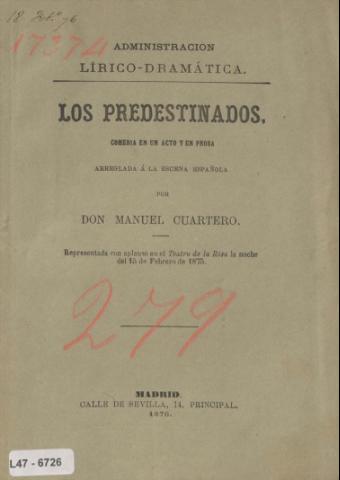 18 Feb.º 76
17374
ADMINISTRACION
LÍRICO-DRAMÁTICA.
LOS PREDESTINADOS,
COMEDIA EN UN ACTO Y EN PROSA
ARREGLADA Á LA ESCENA ESPAÑOLA
POR
DON MANUEL CUARTERO.
Representada con aplauso en el Teatro de la Risa la noche
del 15 de Febrero de 1875.
279
MADRID.
CALLE DE SEVILLA, 14, PRINCIPAL.
1876.
L47 - 6726